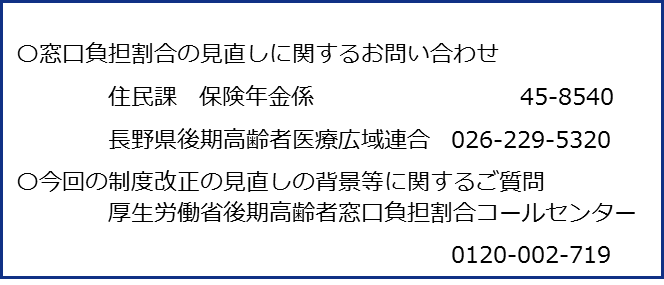 〇窓口負担割合の見直しに関するお問い合わせ
住民課 保険年金係 45-8540
長野県後期高齢者医療広域連合 026-229-5320
〇今回の制度改正の見直しの背景等に関するご質問
厚生労働省後期高齢者窓口負担割合コールセンター
0120-002-719